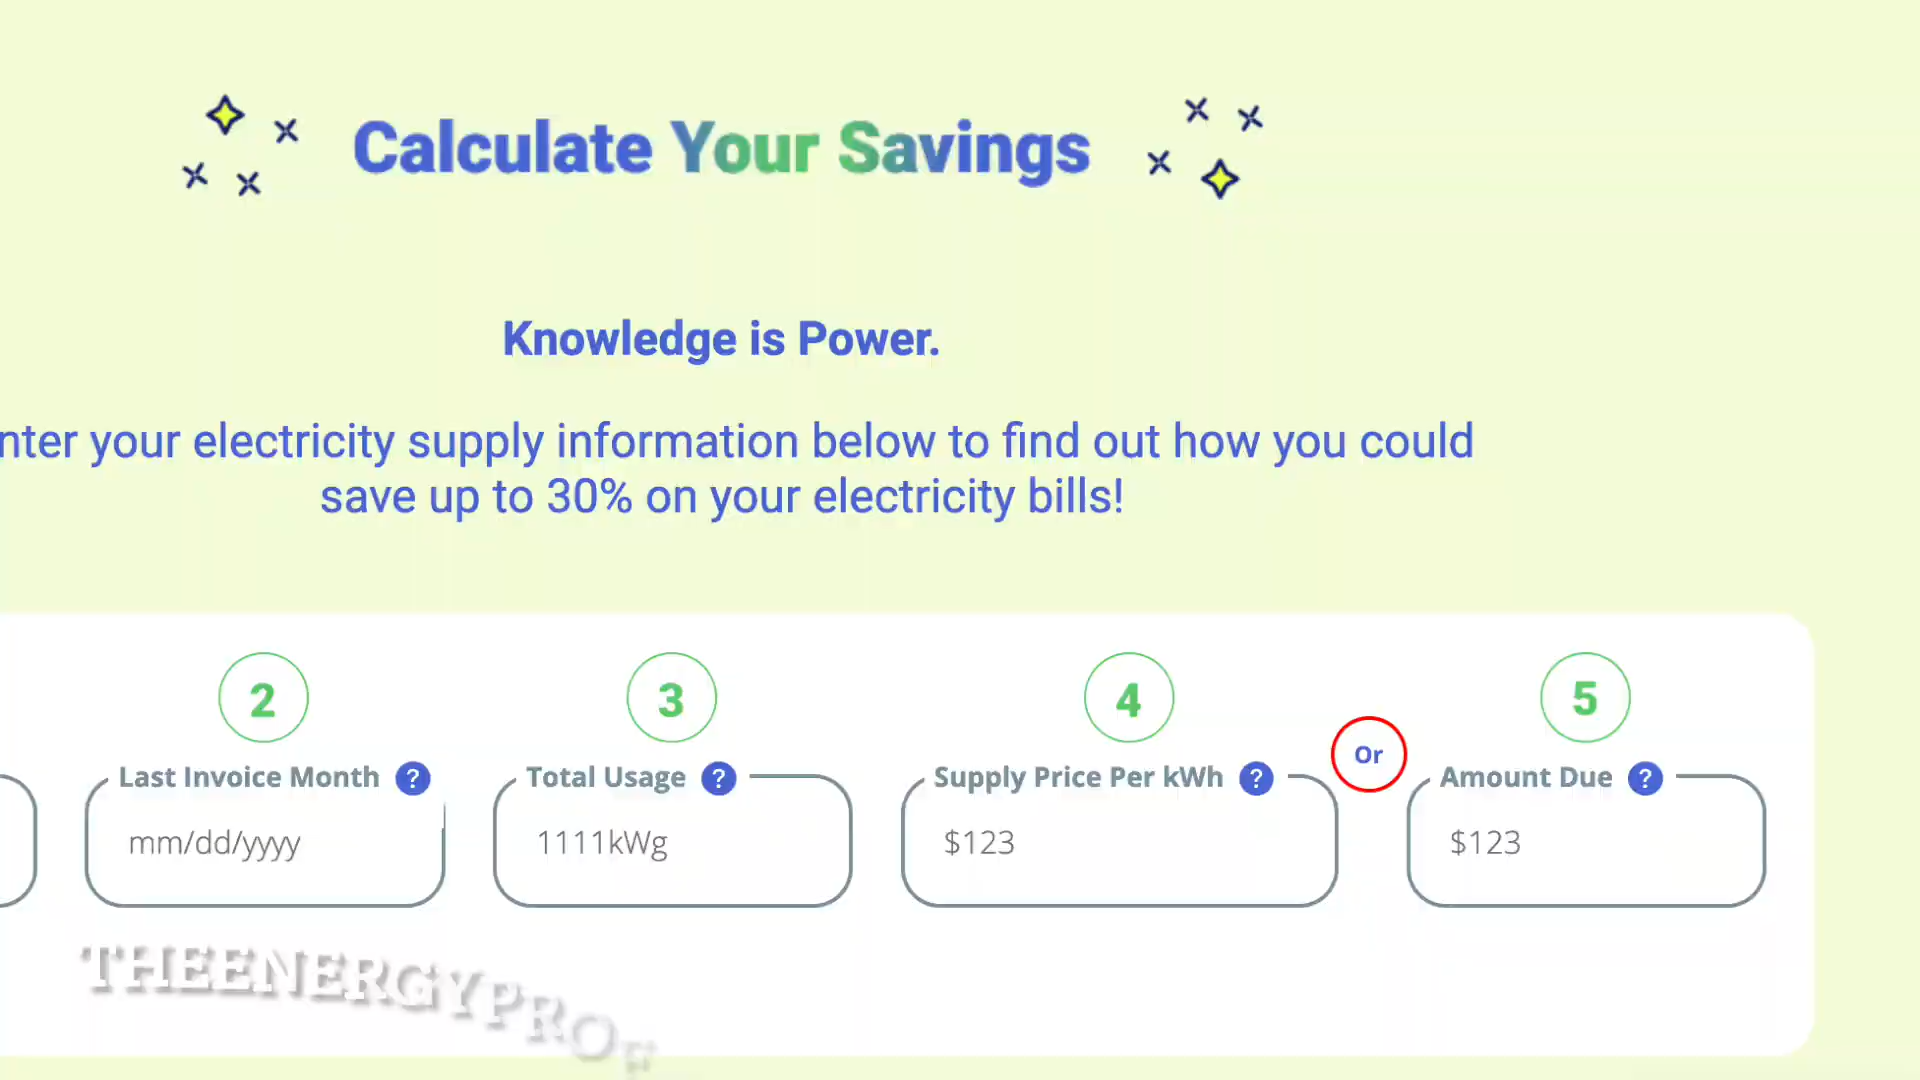 Calculate Your Savings
Knowledge is Power.
nter your electricity supply information below to find out how you could
save up to 30% on your electricity bills!
2
3
4
5
Or
Last Invoice Month ?
Total Usage ?
Supply Price Per kWh ?
Amount Due ?
mm/dd/yyyy
1111kWg
$123
$123
THEENERGYPROF